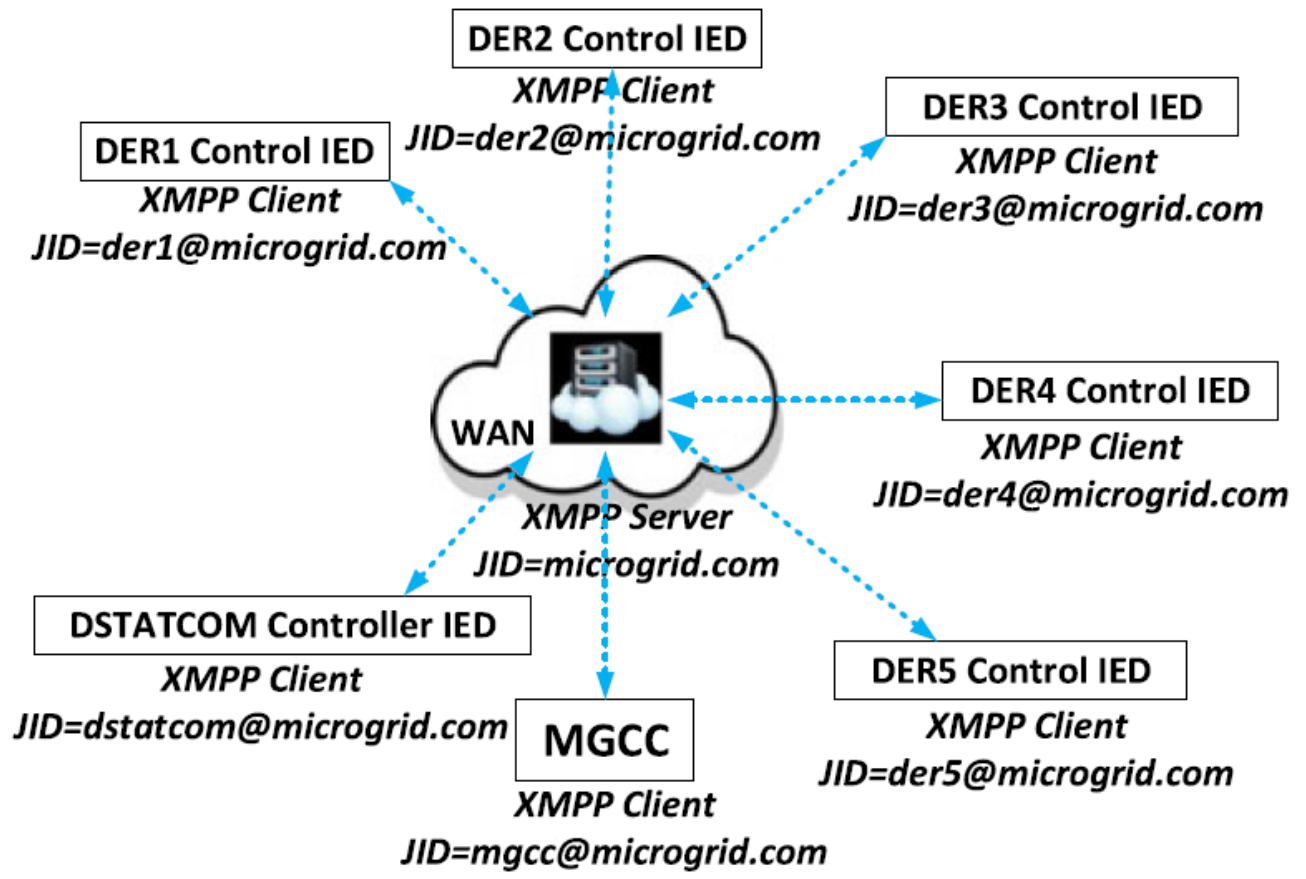 DER2 Control IED
XMPP Client
JID=der2@microgrid.com
DER3 Control IED
XMPP Client
JID=der3@microgrid.com
DER1 Control IED
XMPP Client
JID=der1@microgrid.com
WAN
XMPP Server
JID=microgrid.com
DER4 Control IED
XMPP Client
JID=der4@microgrid.com
DSTATCOM Controller IED
XMPP Client
JID=dstatcom@microgrid.com
MGCC
XMPP Client
JID=mgcc@microgrid.com
DER5 Control IED
XMPP Client
JID=der5@microgrid.com